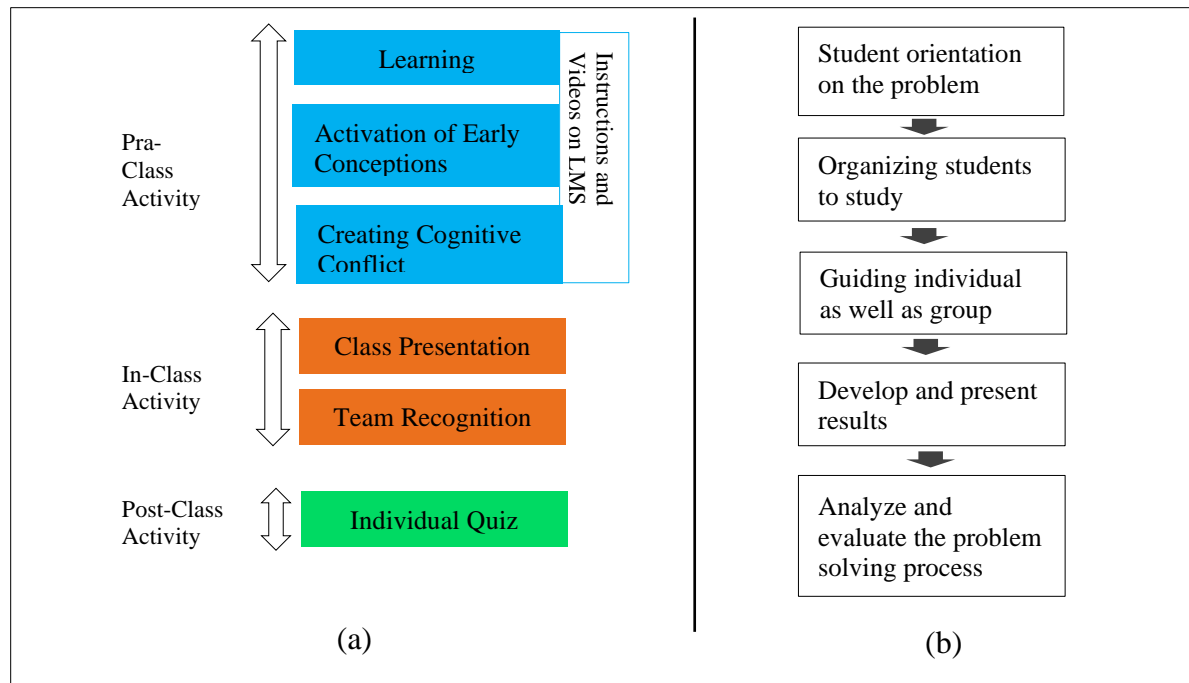 Pra-
Class
Activity
Learning
Activation of Early
Conceptions
Creating Cognitive
Conflict
Instructions and
Videos on LMS
In-Class
Activity
Class Presentation
Team Recognition
Post-Class
Activity
Individual Quiz
(a)
Student orientation
on the problem
Organizing students
to study
Guiding individual
as well as group
Develop and present
results
Analyze and
evaluate the problem
solving process
(b)